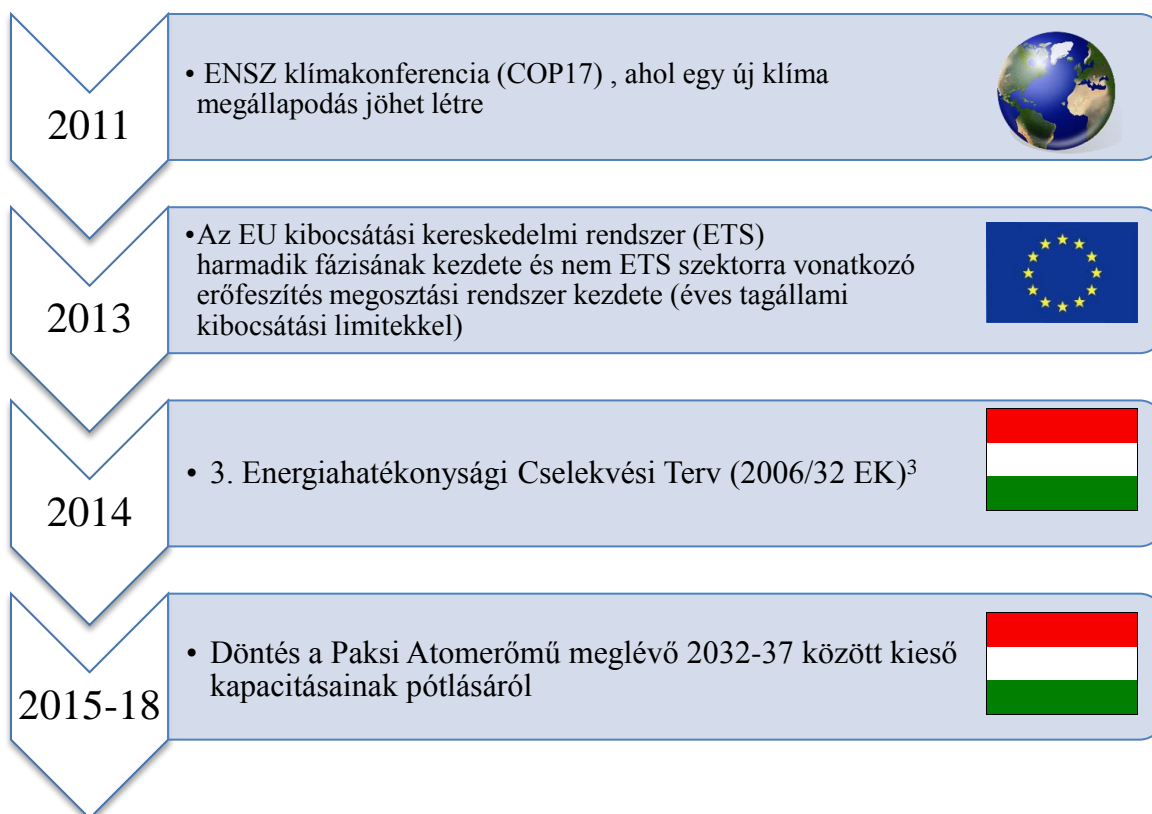 2011
• ENSZ klímakonferencia (COP17) , ahol egy új klíma
megállapodás jöhet létre
2013
•Az EU kibocsátási kereskedelmi rendszer (ETS)
harmadik fázisának kezdete és nem ETS szektorra vonatkozó
erőfeszítés megosztási rendszer kezdete (éves tagállami
kibocsátási limitekkel)
2014
• 3. Energiahatékonysági Cselekvési Terv (2006/32 EK)³
2015-18
• Döntés a Paksi Atomerőmű meglévő 2032-37 között kieső
kapacitásainak pótlásáról